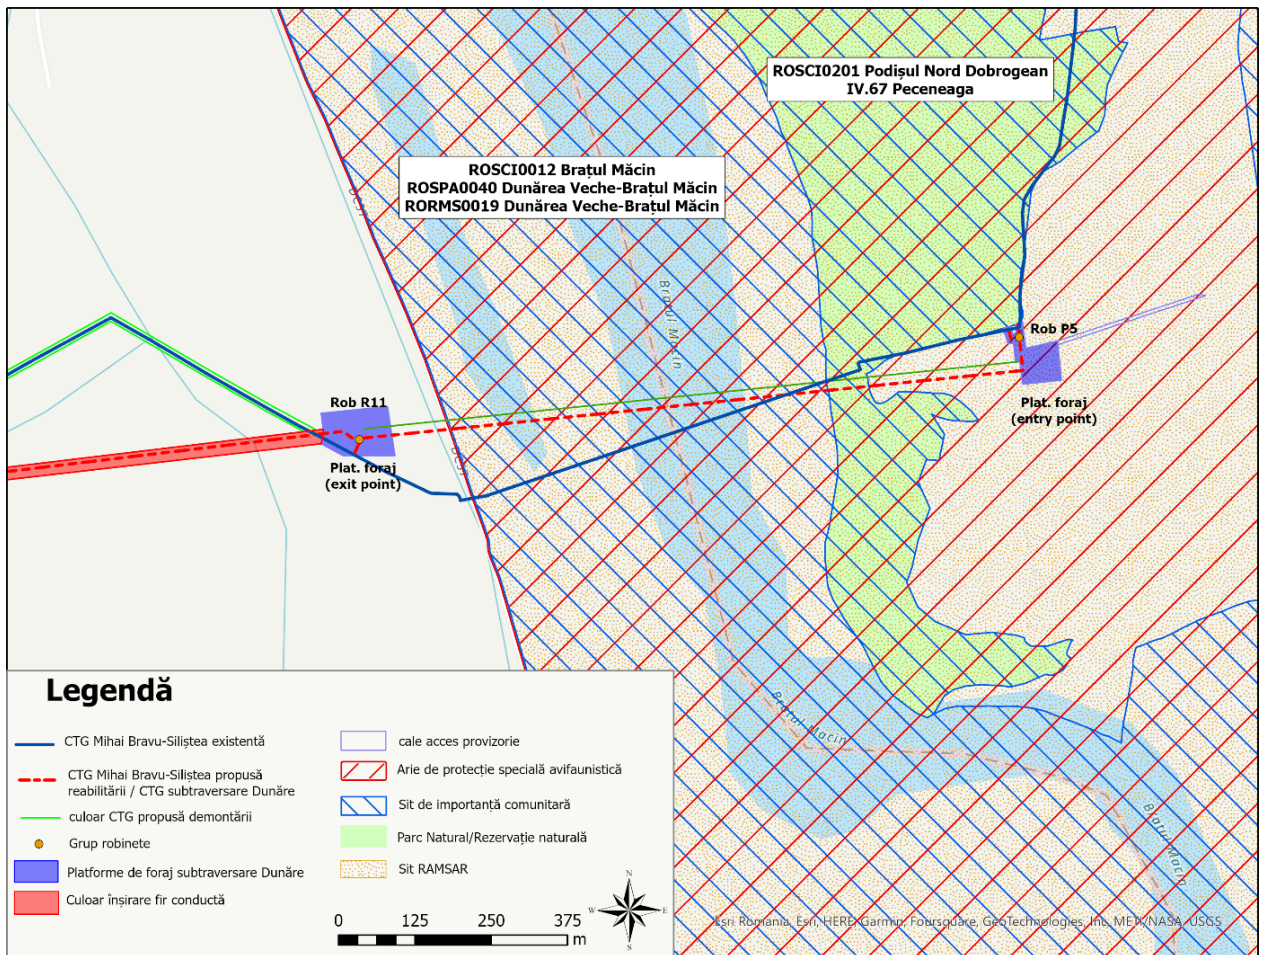 ROSCI0201 Podișul Nord Dobrogean
IV.67 Peceneaga
ROSCI0012 Brațul Măcin
ROSPA0040 Dunărea Veche-Brațul Măcin
RORMS0019 Dunărea Veche-Brațul Măcin
Brațul Macin
Rob P5
Rob R11
Plat. foraj
(entry point)
Plat. foraj
(exit point)
Brațul Macin
Brațul Macin
Legendă
CTG Mihai Bravu-Siliștea existentă
CTG Mihai Bravu-Siliștea propusă
reabilitării / CTG subtraversare Dunăre
culoar CTG propusă demontării
Grup robinete
Platforme de foraj subtraversare Dunăre
Culoar înșirare fir conductă
cale acces provizorie
Arie de protecție specială avifaunistică
Sit de importanță comunitară
Parc Natural/Rezervație naturală
Sit RAMSAR
N
W E
S
0 125 250 375
m
Esri Romania, Esri, HERE, Garmin, Foursquare, GeoTechnologies, Inc, METI/NASA, USGS